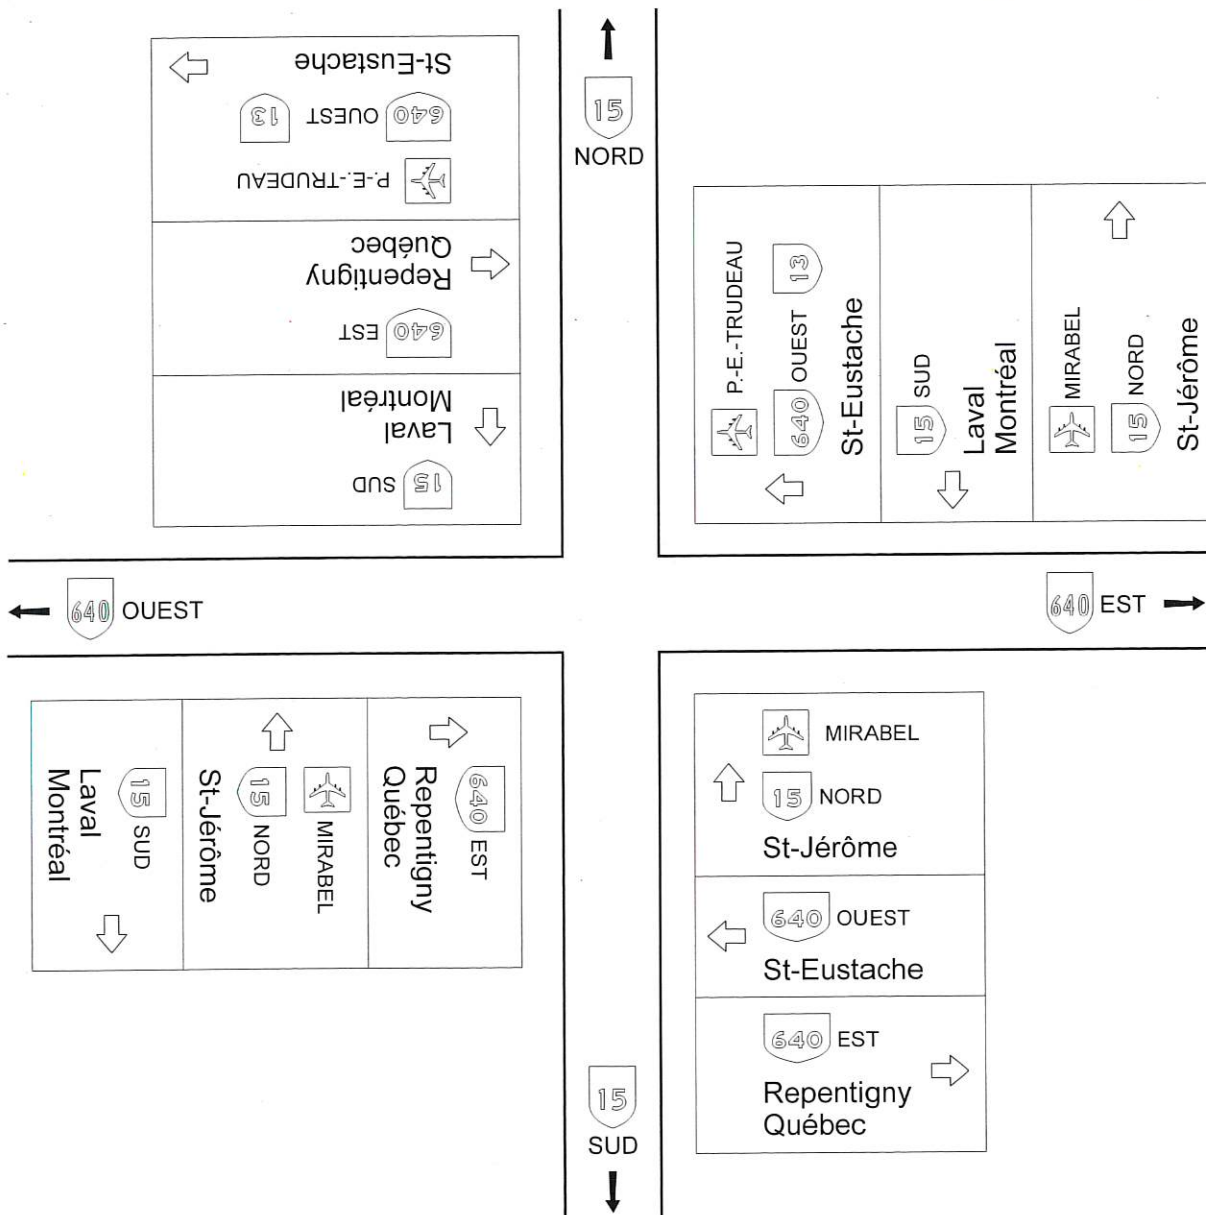 15
NORD
15 SUD
Laval
Montréal
640 EST
Repentigny
Québec
P.-E.-TRUDEAU
640 OUEST 13
St-Eustache
P.-E.-TRUDEAU
640 OUEST 13
St-Eustache
15 SUD
Laval
Montréal
MIRABEL
15 NORD
St-Jérôme
640 OUEST
640 EST
640 EST
Repentigny
Québec
MIRABEL
15 NORD
St-Jérôme
15 SUD
Laval
Montréal
MIRABEL
15 NORD
St-Jérôme
640 OUEST
St-Eustache
640 EST
Repentigny
Québec
15
SUD